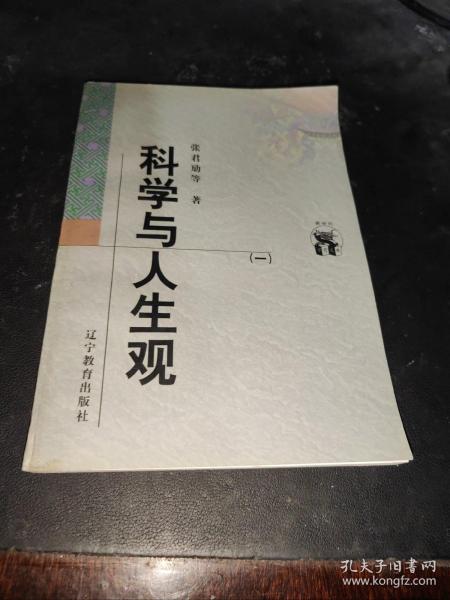 张君劢等 著
科学与人生观
(一)
辽宁教育出版社
孔夫子旧书网
www.kongfz.com